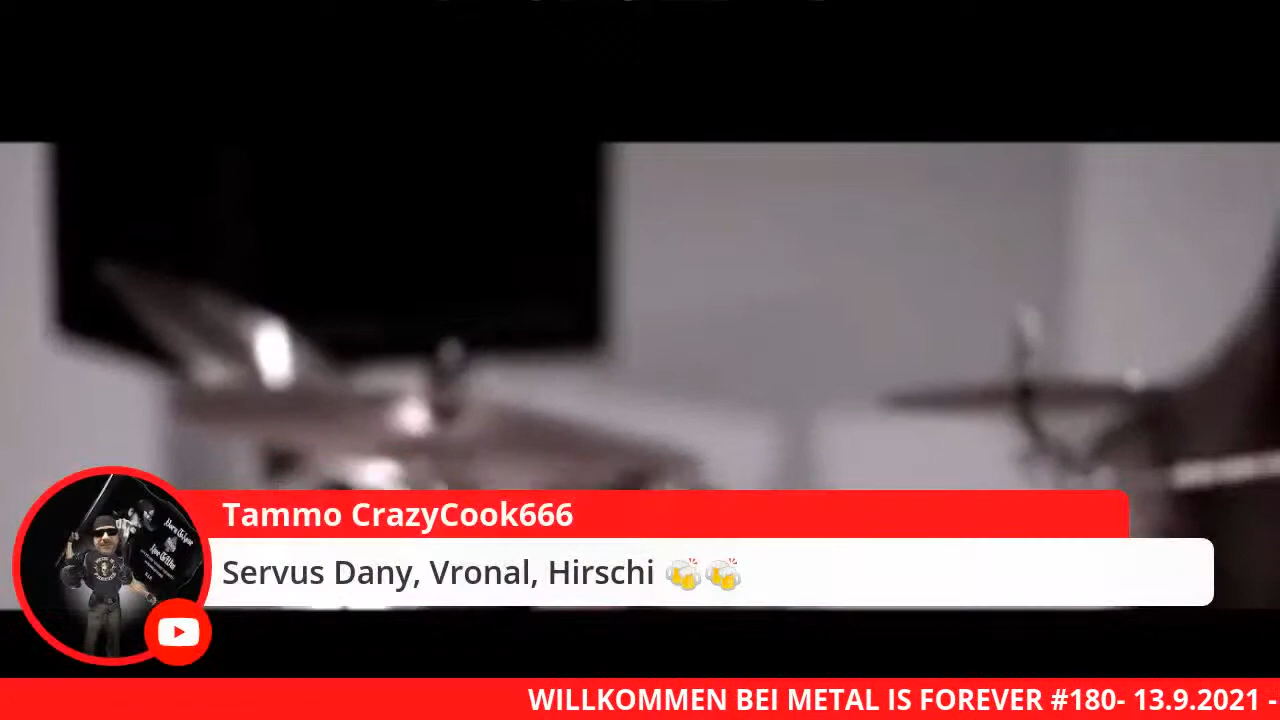 Tammo CrazyCook666
Servus Dany, Vronal, Hirschi 🍻🍻
WILLKOMMEN BEI METAL IS FOREVER #180- 13.9.2021 -